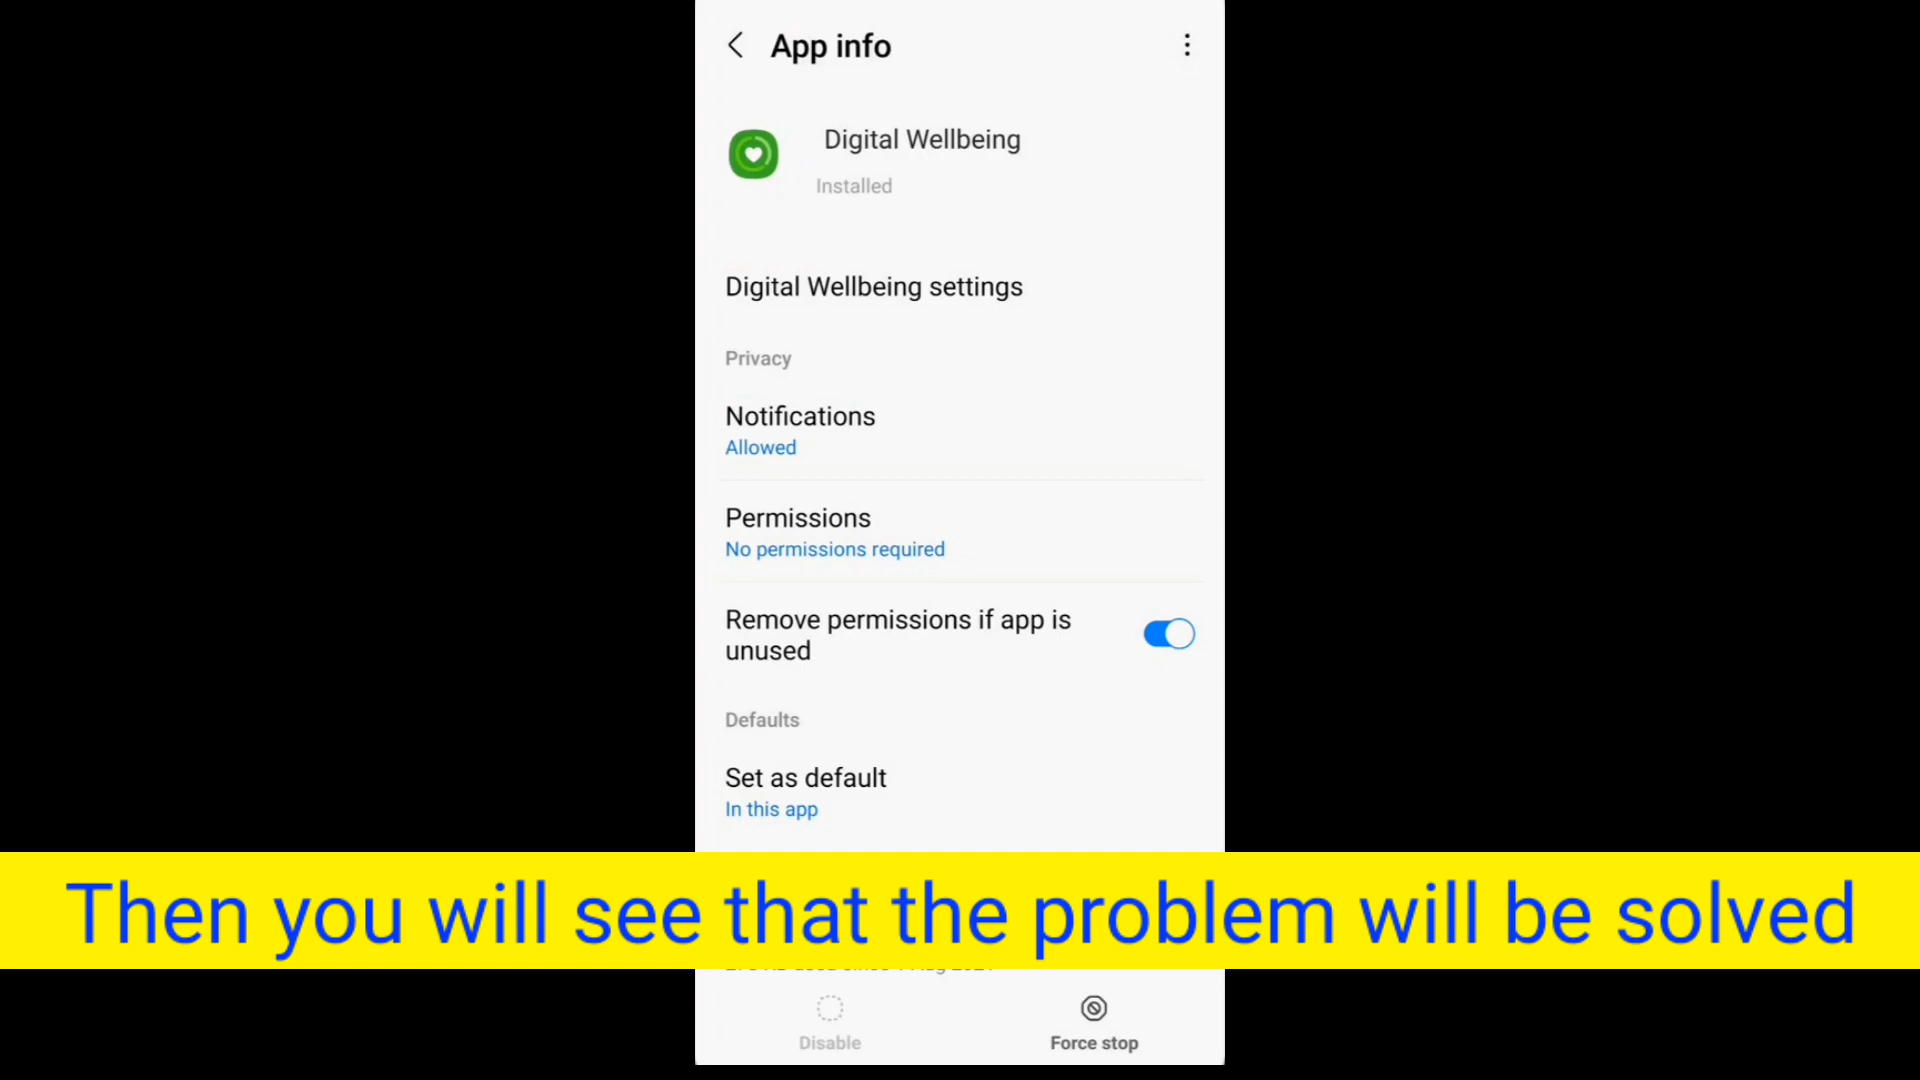 App info
Digital Wellbeing
Installed
Digital Wellbeing settings
Privacy
Notifications
Allowed
Permissions
No permissions required
Remove permissions if app is
unused
Defaults
Set as default
In this app
Then you will see that the problem will be solved
Disable
Force stop